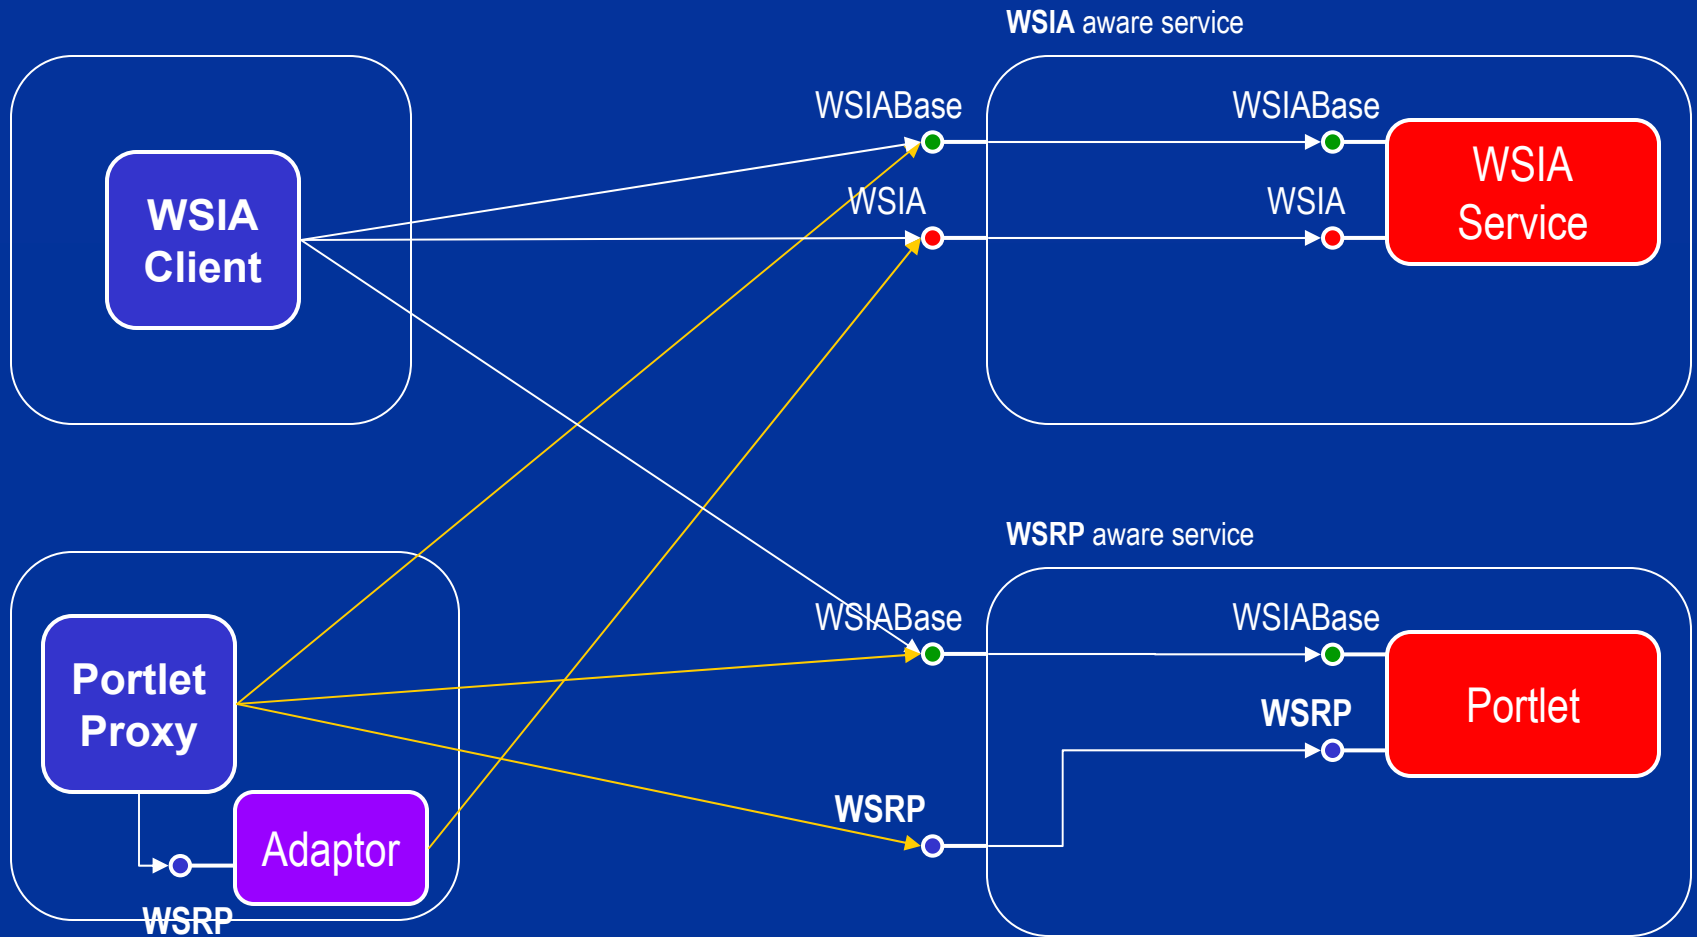 WSIA aware service
WSIABase
WSIABase
WSIA
Client
WSIA
WSIA
WSIA
Service
WSRP aware service
WSIABase
WSIABase
Portlet
Proxy
WSRP
Portlet
WSRP
Adaptor
WSRP